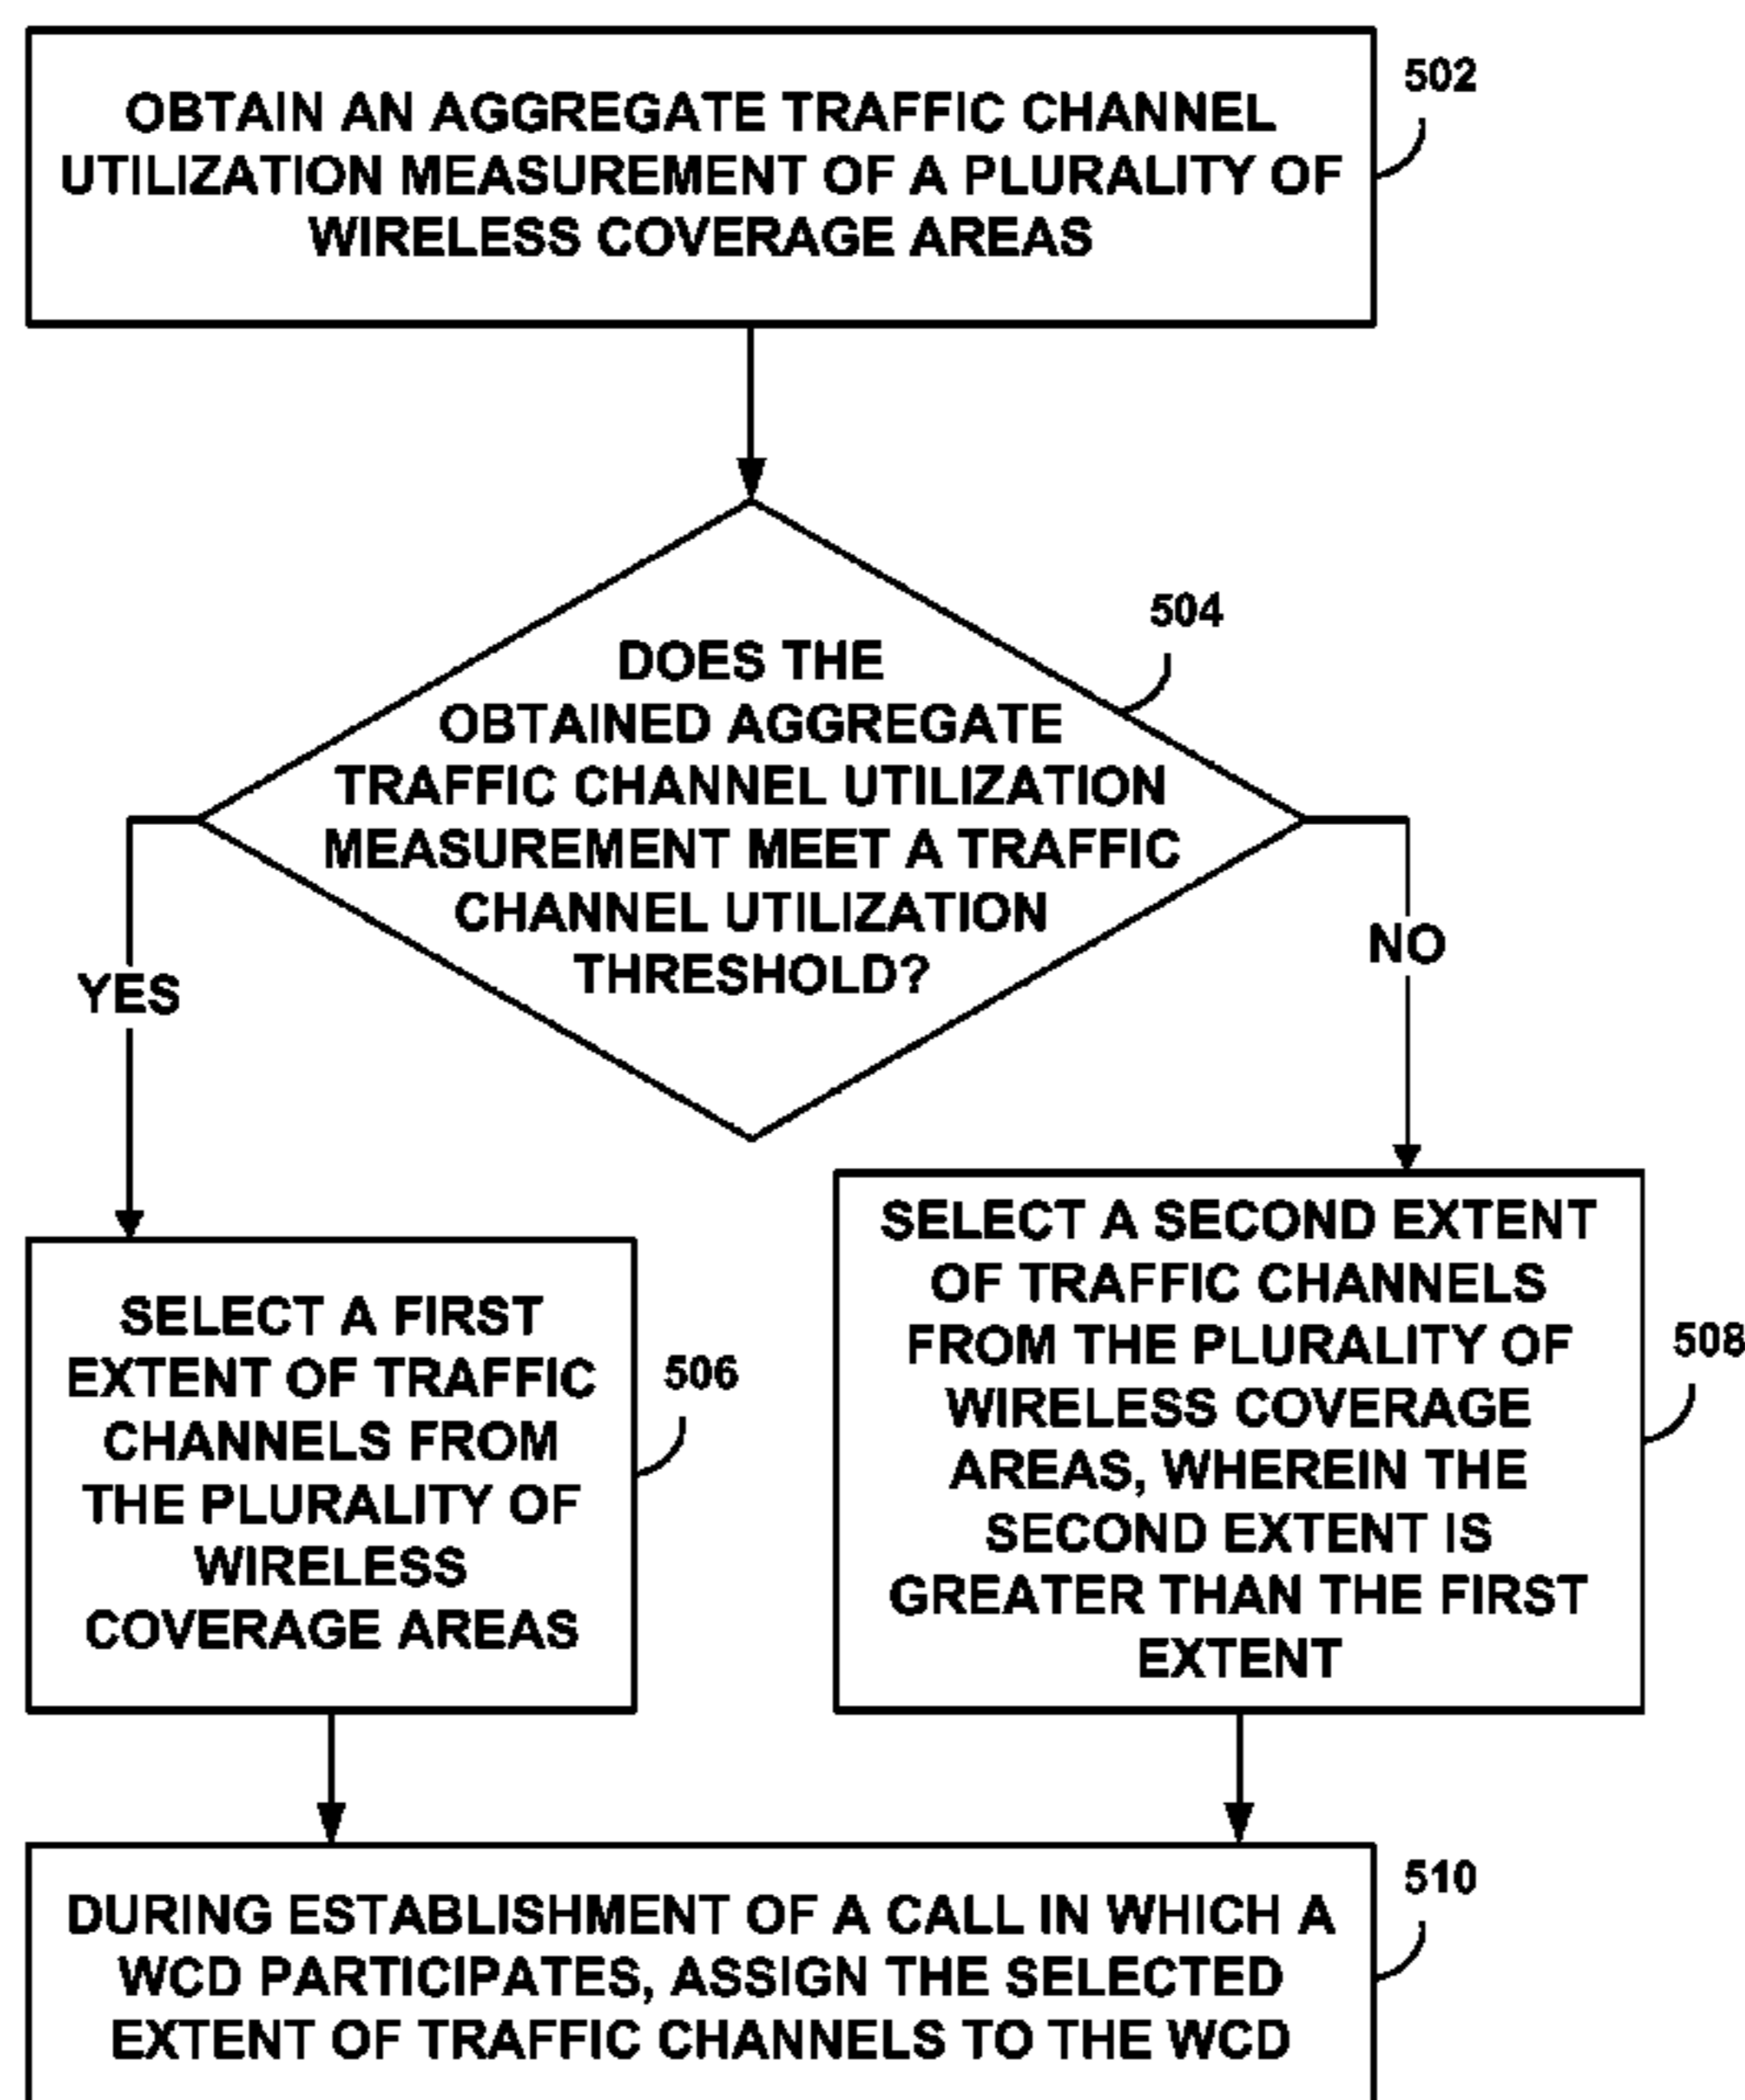 OBTAIN AN AGGREGATE TRAFFIC CHANNEL
UTILIZATION MEASUREMENT OF A PLURALITY OF
WIRELESS COVERAGE AREAS
502
DOES THE
OBTAINED AGGREGATE
TRAFFIC CHANNEL UTILIZATION
MEASUREMENT MEET A TRAFFIC
CHANNEL UTILIZATION
THRESHOLD?
504
YES
NO
SELECT A FIRST
EXTENT OF TRAFFIC
CHANNELS FROM
THE PLURALITY OF
WIRELESS
COVERAGE AREAS
506
SELECT A SECOND EXTENT
OF TRAFFIC CHANNELS
FROM THE PLURALITY OF
WIRELESS COVERAGE
AREAS, WHEREIN THE
SECOND EXTENT IS
GREATER THAN THE FIRST
EXTENT
508
DURING ESTABLISHMENT OF A CALL IN WHICH A
WCD PARTICIPATES, ASSIGN THE SELECTED
EXTENT OF TRAFFIC CHANNELS TO THE WCD
510